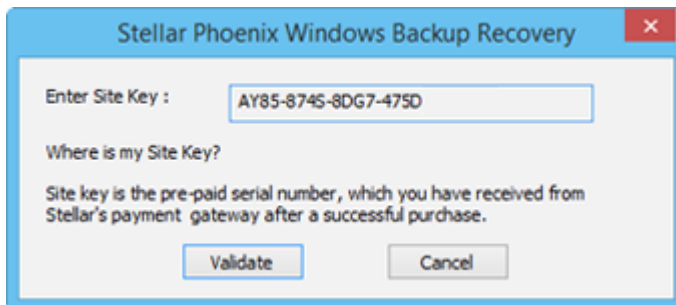 Stellar Phoenix Windows Backup Recovery
Enter Site Key : AY85-874S-8DG7-475D
Where is my Site Key?
Site key is the pre-paid serial number, which you have received from
Stellar's payment gateway after a successful purchase.
Validate Cancel